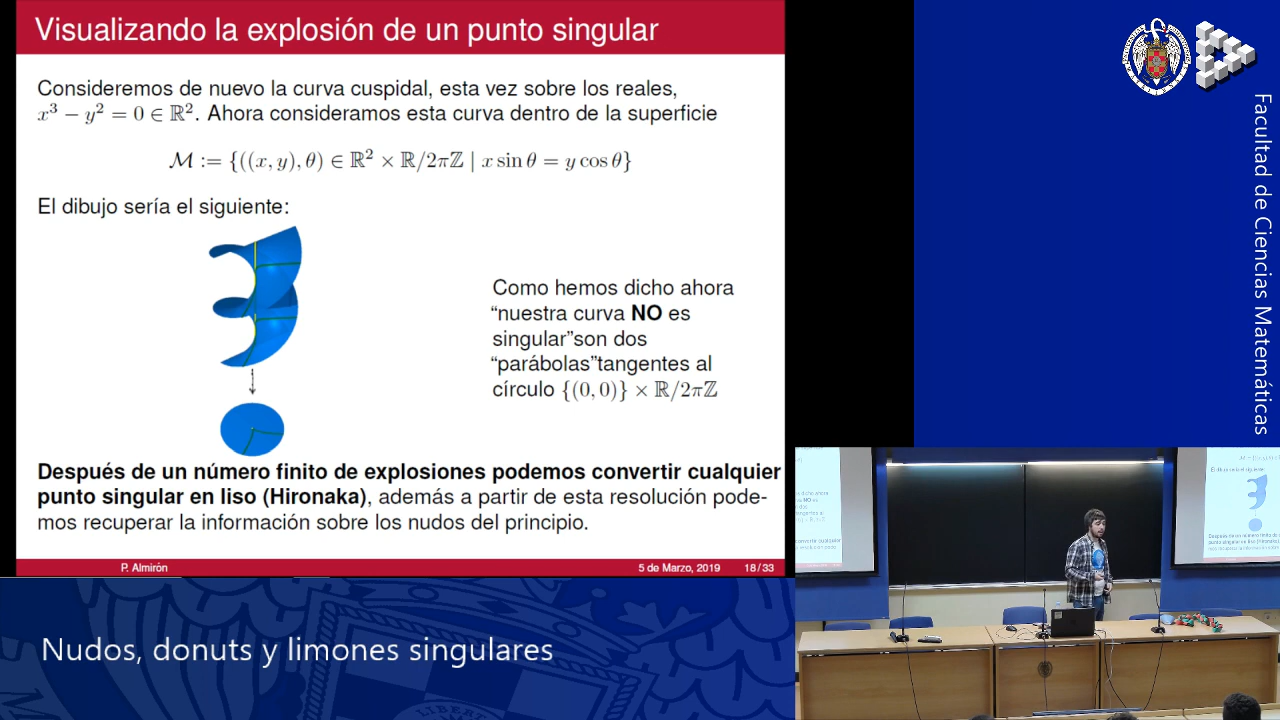 Visualizando la explosión de un punto singular
Consideremos de nuevo la curva cuspidal, esta vez sobre los reales,
x³ − y² = 0 ∈ ℝ². Ahora consideramos esta curva dentro de la superficie
ℳ := {((x, y), θ) ∈ ℝ² × ℝ/2πℤ | x sin θ = y cos θ}
El dibujo sería el siguiente:
Como hemos dicho ahora
“nuestra curva NO es
singular”son dos
“parábolas”tangentes al
círculo {(0, 0)} × ℝ/2πℤ
Después de un número finito de explosiones podemos convertir cualquier
punto singular en liso (Hironaka), además a partir de esta resolución pode-
mos recuperar la información sobre los nudos del principio.
P. Almirón
5 de Marzo, 2019
18/33
Facultad de Ciencias Matemáticas
Nudos, donuts y limones singulares
LIBERT